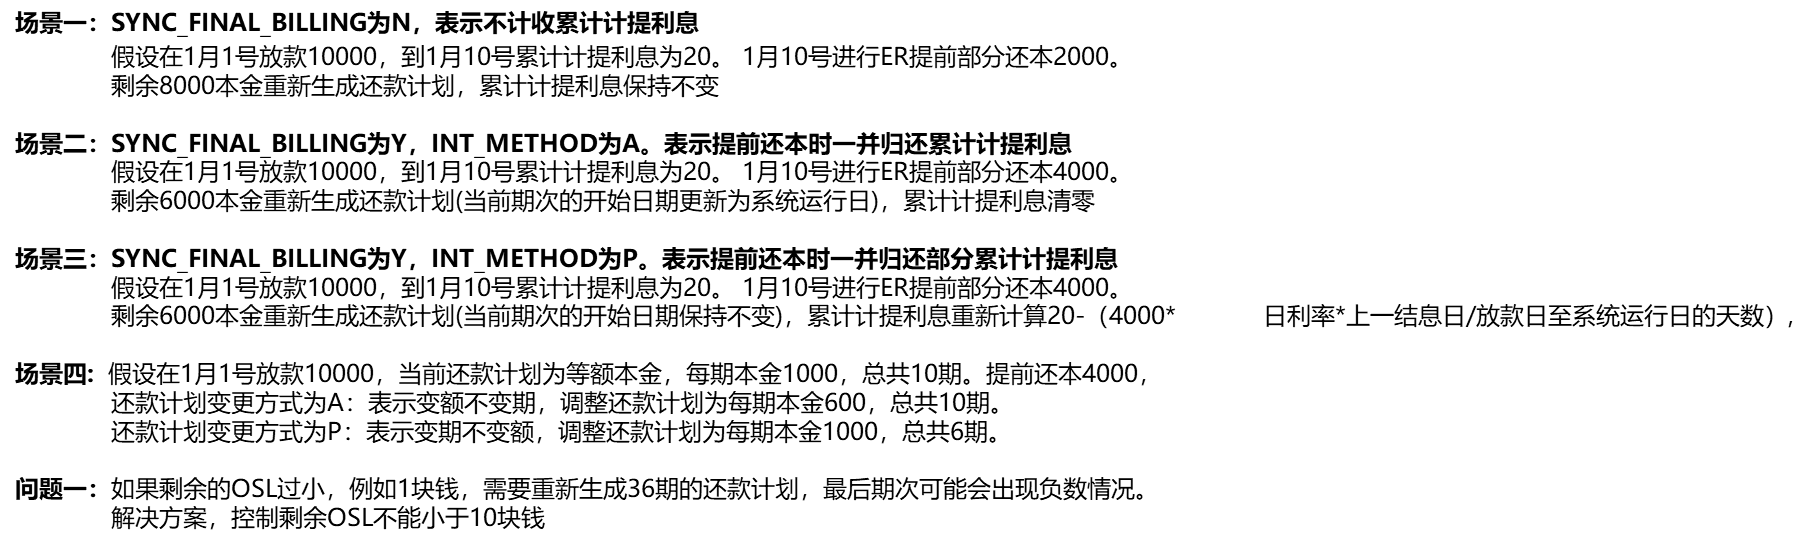 场景一：SYNC_FINAL_BILLING为N，表示不计收累计计提利息
假设在1月1号放款10000，到1月10号累计计提利息为20。 1月10号进行ER提前部分还本2000。
剩余8000本金重新生成还款计划，累计计提利息保持不变
场景二：SYNC_FINAL_BILLING为Y，INT_METHOD为A。表示提前还本时一并归还累计计提利息
假设在1月1号放款10000，到1月10号累计计提利息为20。 1月10号进行ER提前部分还本4000。
剩余6000本金重新生成还款计划(当前期次的开始日期更新为系统运行日)，累计计提利息清零
场景三：SYNC_FINAL_BILLING为Y，INT_METHOD为P。表示提前还本时一并归还部分累计计提利息
假设在1月1号放款10000，到1月10号累计计提利息为20。 1月10号进行ER提前部分还本4000。
剩余6000本金重新生成还款计划(当前期次的开始日期保持不变)，累计计提利息重新计算20-（4000* 日利率*上一结息日/放款日至系统运行日的天数）,
场景四：假设在1月1号放款10000，当前还款计划为等额本金，每期本金1000，总共10期。提前还本4000，
还款计划变更方式为A：表示变额不变期，调整还款计划为每期本金600，总共10期。
还款计划变更方式为P：表示变期不变额，调整还款计划为每期本金1000，总共6期。
问题一：如果剩余的OSL过小，例如1块钱，需要重新生成36期的还款计划，最后期次可能会出现负数情况。
解决方案，控制剩余OSL不能小于10块钱